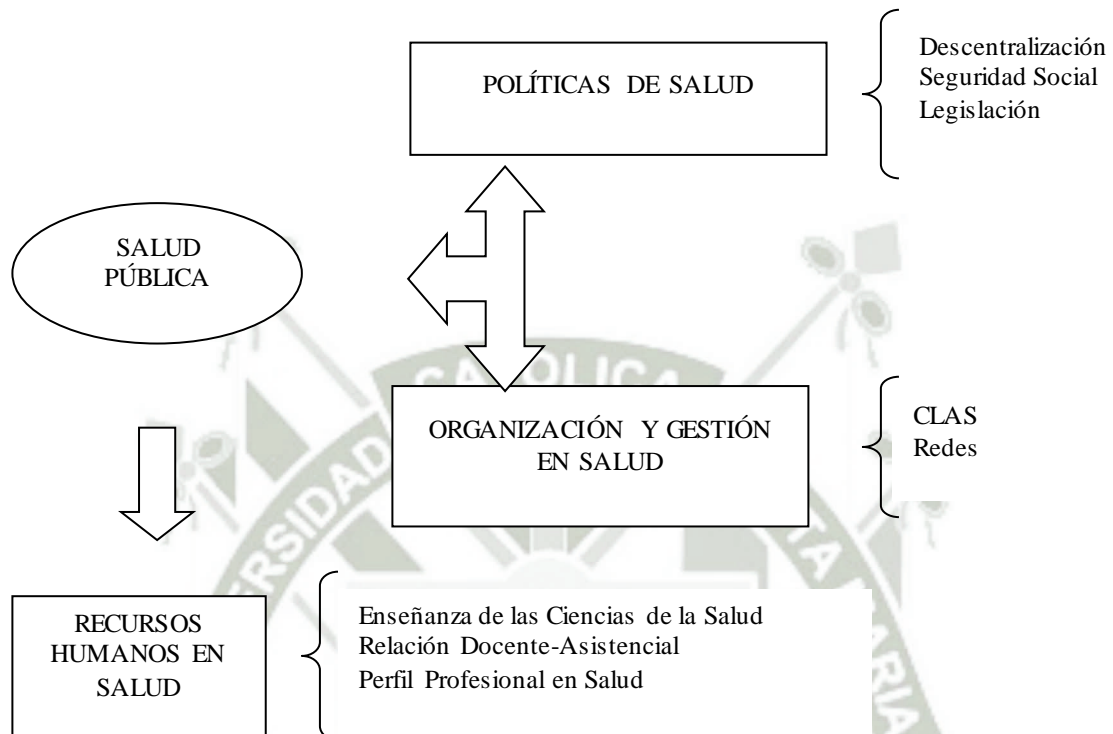 POLÍTICAS DE SALUD
Descentralización
Seguridad Social
Legislación
SALUD
PÚBLICA
ORGANIZACIÓN Y GESTIÓN
EN SALUD
CLAS
Redes
RECURSOS
HUMANOS EN
SALUD
Enseñanza de las Ciencias de la Salud
Relación Docente-Asistencial
Perfil Profesional en Salud